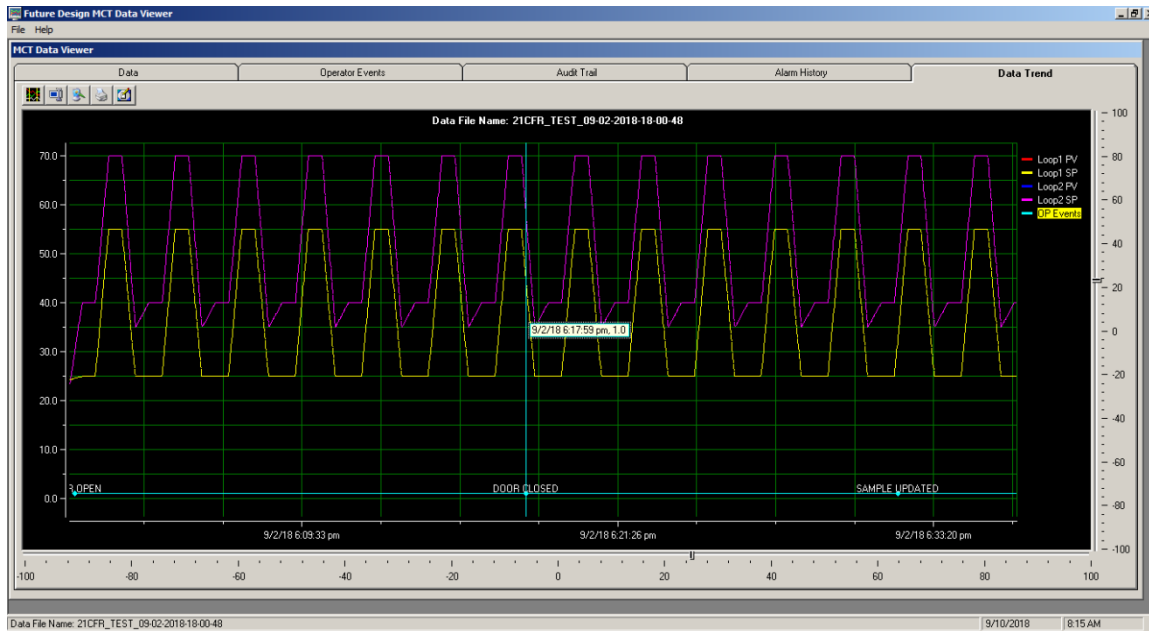 Future Design MCT Data Viewer
File Help
MCT Data Viewer
Data Operator Events Audit Trail Alarm History Data Trend
Data File Name: 21CFR_TEST_09-02-2018-18-00-48
70.0
60.0
50.0
40.0
30.0
20.0
10.0
0.0
Loop1 PV
Loop1 SP
Loop2 PV
Loop2 SP
OP Events
100
80
60
40
20
0
-20
-40
-60
-80
-100
9/2/18 6:17:59 pm, 1.0
OPEN DOOR CLOSED SAMPLE UPDATED
9/2/18 6:09:33 pm 9/2/18 6:21:26 pm 9/2/18 6:33:20 pm
-100 -80 -60 -40 -20 0 20 40 60 80 100
Data File Name: 21CFR_TEST_09-02-2018-18-00-48 9/10/2018 8:15 AM